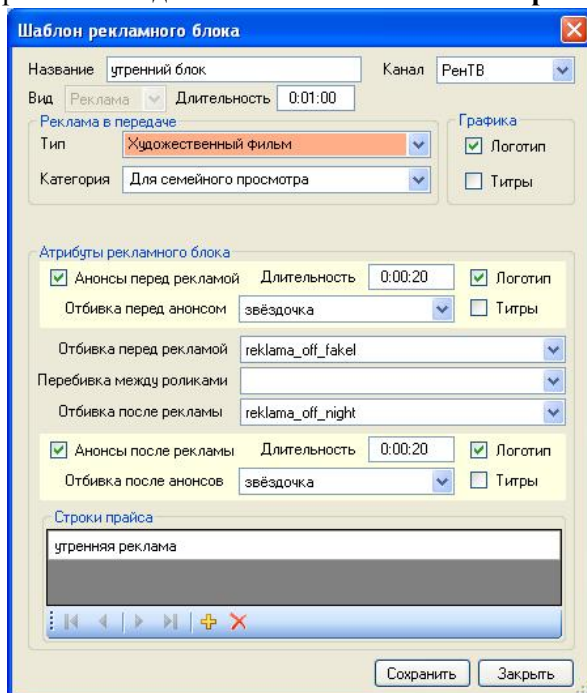 Шаблон рекламного блока
Название утренний блок Канал РенТВ
Вид Реклама Длительность 0:01:00
Реклама в передаче Графика
Тип Художественный фильм Логотип
Категория Для семейного просмотра Титры
Атрибуты рекламного блока
Анонсы перед рекламой Длительность 0:00:20 Логотип
Отбивка перед анонсом звёздочка Титры
Отбивка перед рекламой reklama_off_fakel
Перебивка между роликами
Отбивка после рекламы reklama_off_night
Анонсы после рекламы Длительность 0:00:20 Логотип
Отбивка после анонсов звёздочка Титры
Строки прайса
утренняя реклама
Сохранить Закрыть